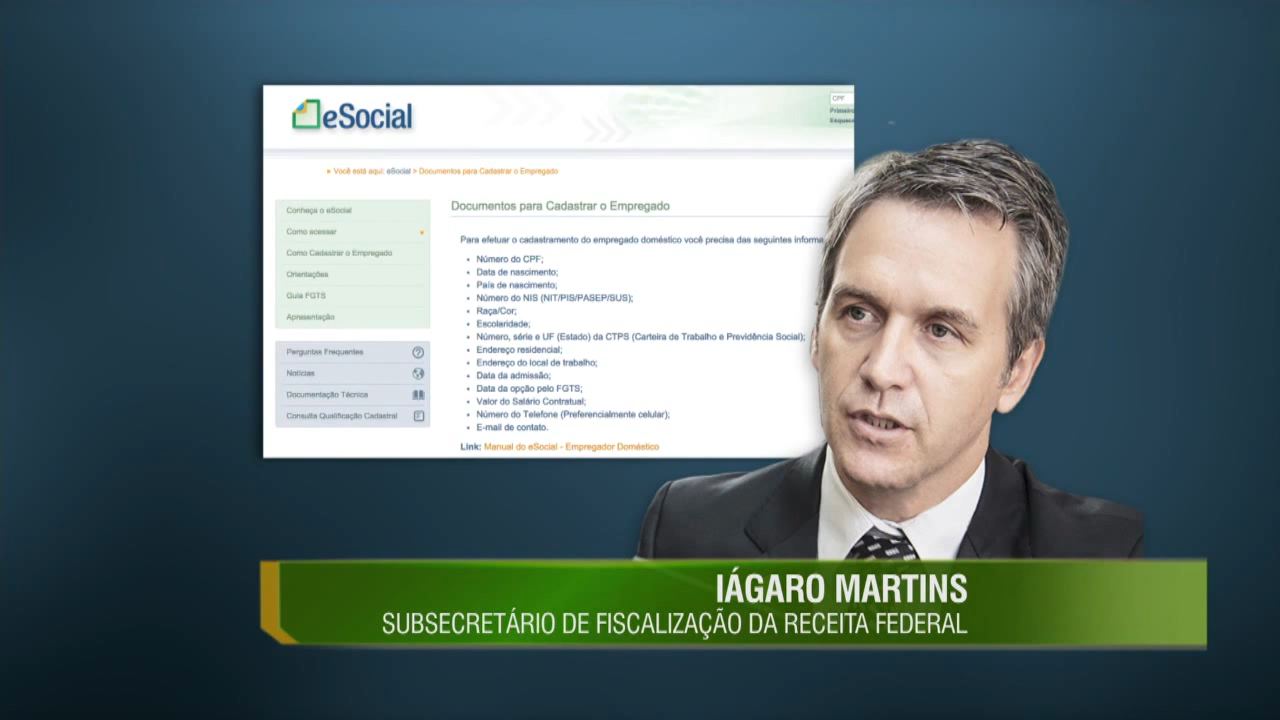 eSocial
CPF
Você está aqui: eSocial > Documentos para Cadastrar o Empregado
Conheça o eSocial
Como acessar
Como Cadastrar o Empregado
Orientações
Guia FGTS
Apresentação
Perguntas Frequentes
Notícias
Documentação Técnica
Consulta Qualificação Cadastral
Documentos para Cadastrar o Empregado
Para efetuar o cadastramento do empregado doméstico você precisa das seguintes informa
• Número do CPF;
• Data de nascimento;
• País de nascimento;
• Número do NIS (NIT/PIS/PASEP/SUS);
• Raça/Cor;
• Escolaridade;
• Número, série e UF (Estado) da CTPS (Carteira de Trabalho e Previdência Social);
• Endereço residencial;
• Endereço do local de trabalho;
• Data da admissão;
• Data da opção pelo FGTS;
• Valor do Salário Contratual;
• Número do Telefone (Preferencialmente celular);
• E-mail de contato.
Link: Manual do eSocial - Empregador Doméstico
IÁGARO MARTINS
SUBSECRETÁRIO DE FISCALIZAÇÃO DA RECEITA FEDERAL